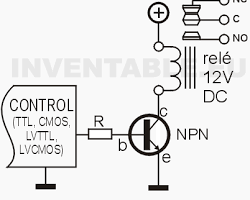 NO
C
NC
INVENTABLE.EU
relé
12V
DC
CONTROL
(TTL, CMOS,
LVTTL,
LVCMOS)
R
c
NPN
b
e